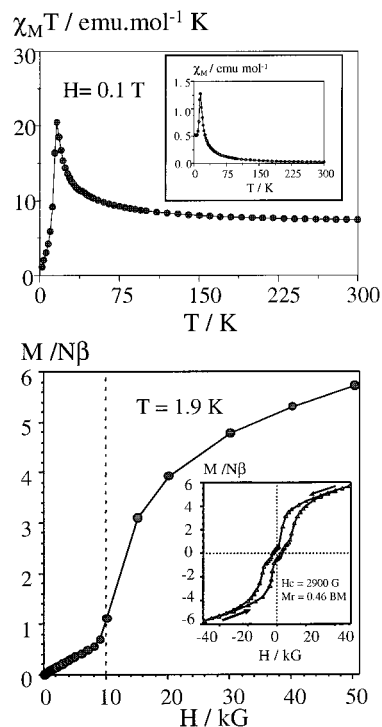 χMT / emu.mol-1 K
30
H= 0.1 T
20
10
0
0 75 150 225 300
T / K
χM / emu mol-1
1.5
1.0
0.5
0.0
0 75 150 225 300
T / K
M /Nβ
6
T = 1.9 K
5
4
3
2
1
0
0 10 20 30 40 50
H / kG
M /Nβ
6
4
2
0
-2
-4
-6
Hc = 2900 G
Mr = 0.46 BM
-40 -20 0 20 40
H / kG